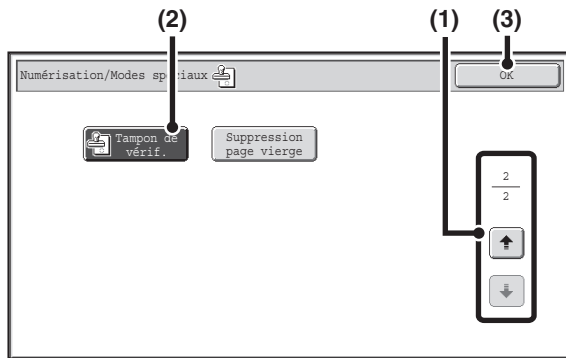 (2) (1) (3)
Numérisation/Modes spéciaux OK
Tampon de
vérif.
Suppression
page vierge
2
2